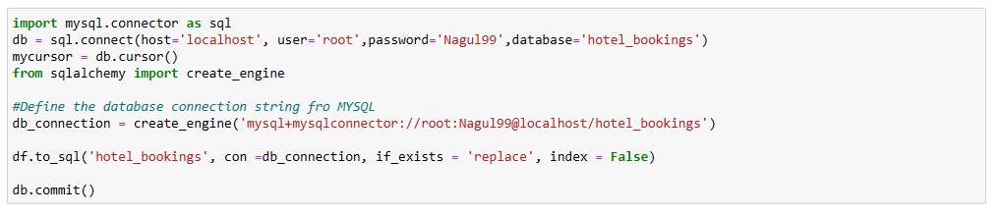 import mysql.connector as sql
db = sql.connect(host='localhost', user='root',password='Nagul99',database='hotel_bookings')
mycursor = db.cursor()
from sqlalchemy import create_engine
#Define the database connection string fro MYSQL
db_connection = create_engine('mysql+mysqlconnector://root:Nagul99@localhost/hotel_bookings')
df.to_sql('hotel_bookings', con =db_connection, if_exists = 'replace', index = False)
db.commit()